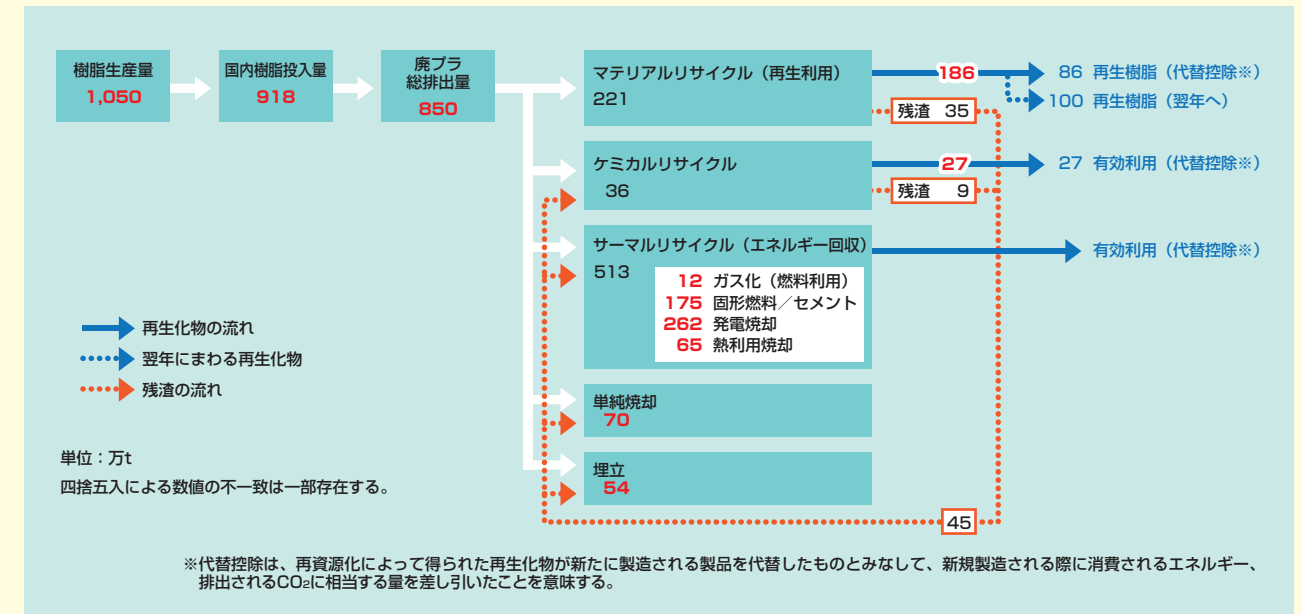 樹脂生産量
1,050
国内樹脂投入量
918
廃プラ
総排出量
850
マテリアルリサイクル（再生利用）
221
186
86 再生樹脂（代替控除※）
100 再生樹脂（翌年へ）
残渣 35
ケミカルリサイクル
36
27
27 有効利用（代替控除※）
残渣 9
サーマルリサイクル（エネルギー回収）
513
有効利用（代替控除※）
12 ガス化（燃料利用）
175 固形燃料／セメント
262 発電焼却
65 熱利用焼却
単純焼却
70
埋立
54
45
再生化物の流れ
翌年にまわる再生化物
残渣の流れ
単位：万t
四捨五入による数値の不一致は一部存在する。
※代替控除は、再資源化によって得られた再生化物が新たに製造される製品を代替したものとみなして、新規製造される際に消費されるエネルギー、
排出されるCO₂に相当する量を差し引いたことを意味する。